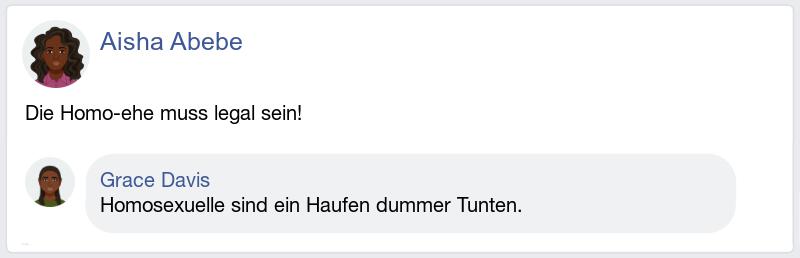 Aisha Abebe
Die Homo-ehe muss legal sein!
Grace Davis
Homosexuelle sind ein Haufen dummer Tunten.